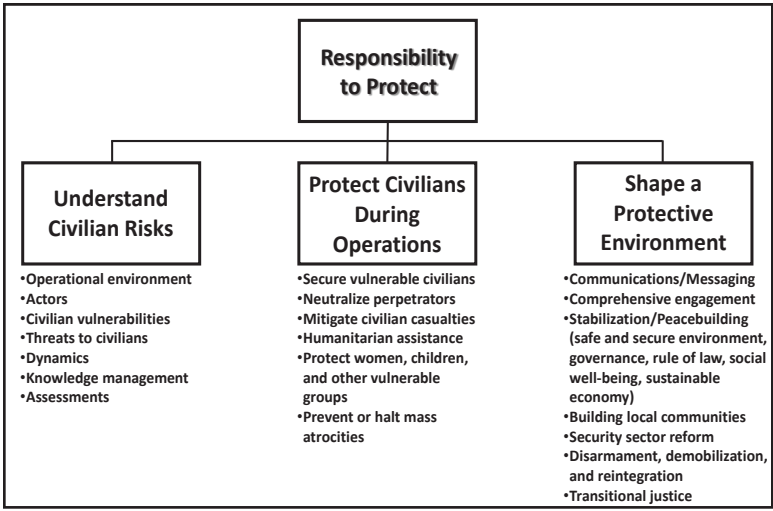 Responsibility
to Protect
Understand
Civilian Risks
•Operational environment
•Actors
•Civilian vulnerabilities
•Threats to civilians
•Dynamics
•Knowledge management
•Assessments
Protect Civilians
During
Operations
•Secure vulnerable civilians
•Neutralize perpetrators
•Mitigate civilian casualties
•Humanitarian assistance
•Protect women, children,
and other vulnerable
groups
•Prevent or halt mass
atrocities
Shape a
Protective
Environment
•Communications/Messaging
•Comprehensive engagement
•Stabilization/Peacebuilding
(safe and secure environment,
governance, rule of law, social
well-being, sustainable
economy)
•Building local communities
•Security sector reform
•Disarmament, demobilization,
and reintegration
•Transitional justice